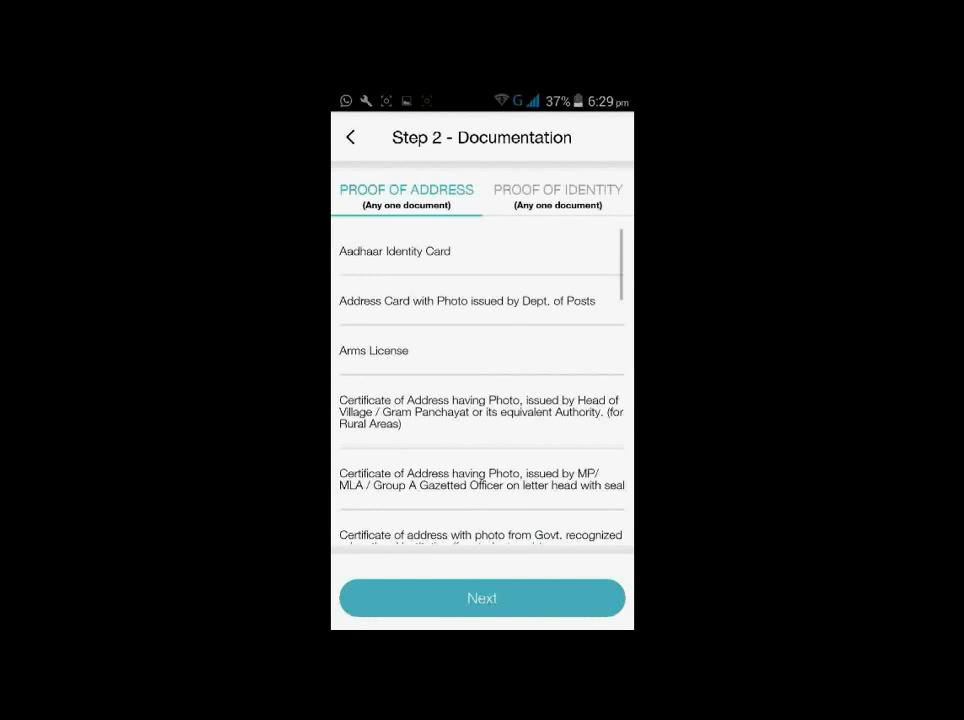 G 37% 6:29 pm
Step 2 - Documentation
PROOF OF ADDRESS PROOF OF IDENTITY
(Any one document) (Any one document)
Aadhaar Identity Card
Address Card with Photo issued by Dept. of Posts
Arms License
Certificate of Address having Photo, issued by Head of
Village / Gram Panchayat or its equivalent Authority. (for
Rural Areas)
Certificate of Address having Photo, issued by MP/
MLA / Group A Gazetted Officer on letter head with seal
Certificate of address with photo from Govt. recognized
Next